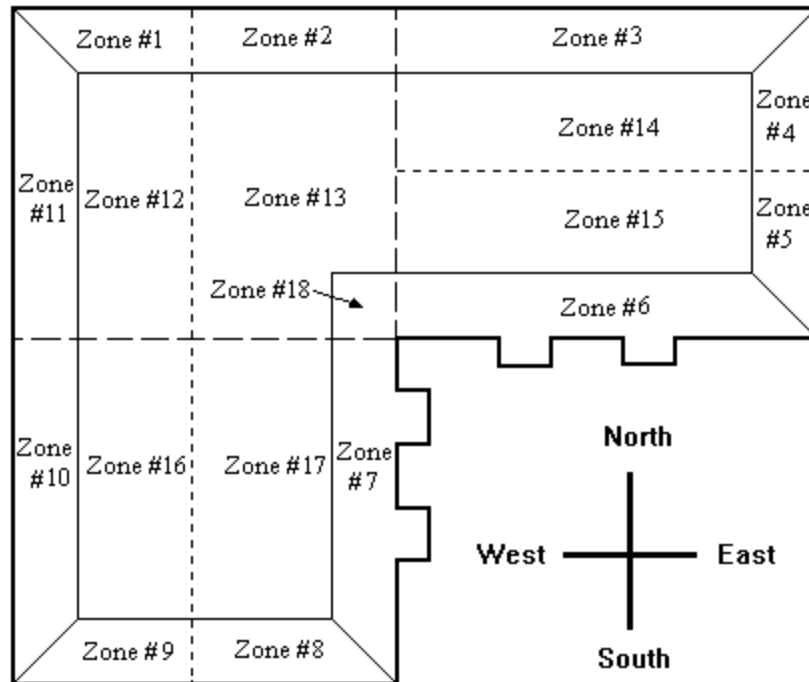 Zone #1
Zone #2
Zone #3
Zone
#4
Zone #14
Zone
#11
Zone #12
Zone #13
Zone #15
Zone
#5
Zone #18
Zone #6
Zone
#10
Zone #16
Zone #17
Zone
#7
North
West
East
South
Zone #9
Zone #8